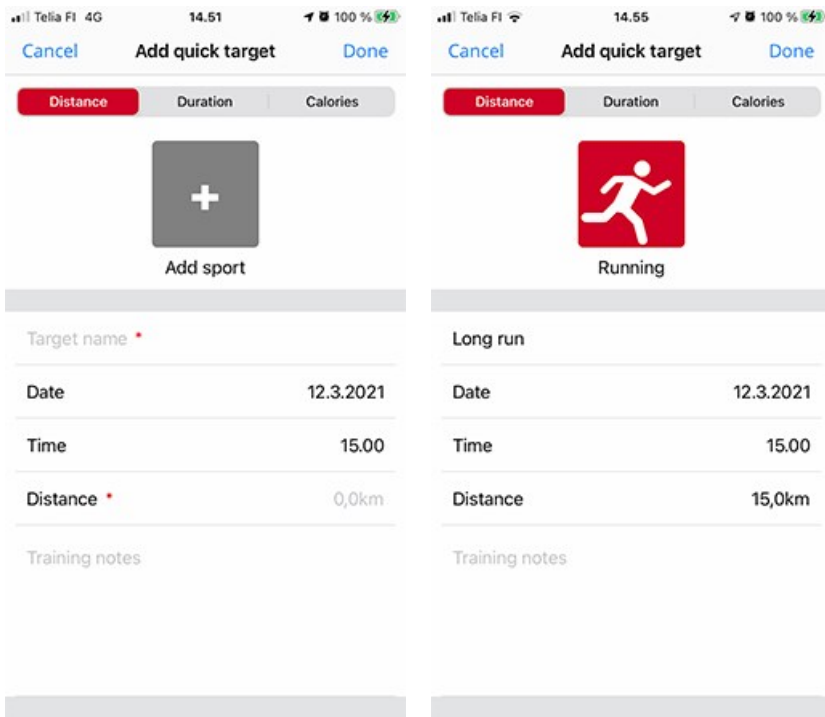 Telia FI 4G 14.51 100 %
Cancel Add quick target Done
Distance Duration Calories
+
Add sport
Target name *
Date 12.3.2021
Time 15.00
Distance * 0,0km
Training notes
Telia FI 14.55 100 %
Cancel Add quick target Done
Distance Duration Calories
Running
Long run
Date 12.3.2021
Time 15.00
Distance 15,0km
Training notes